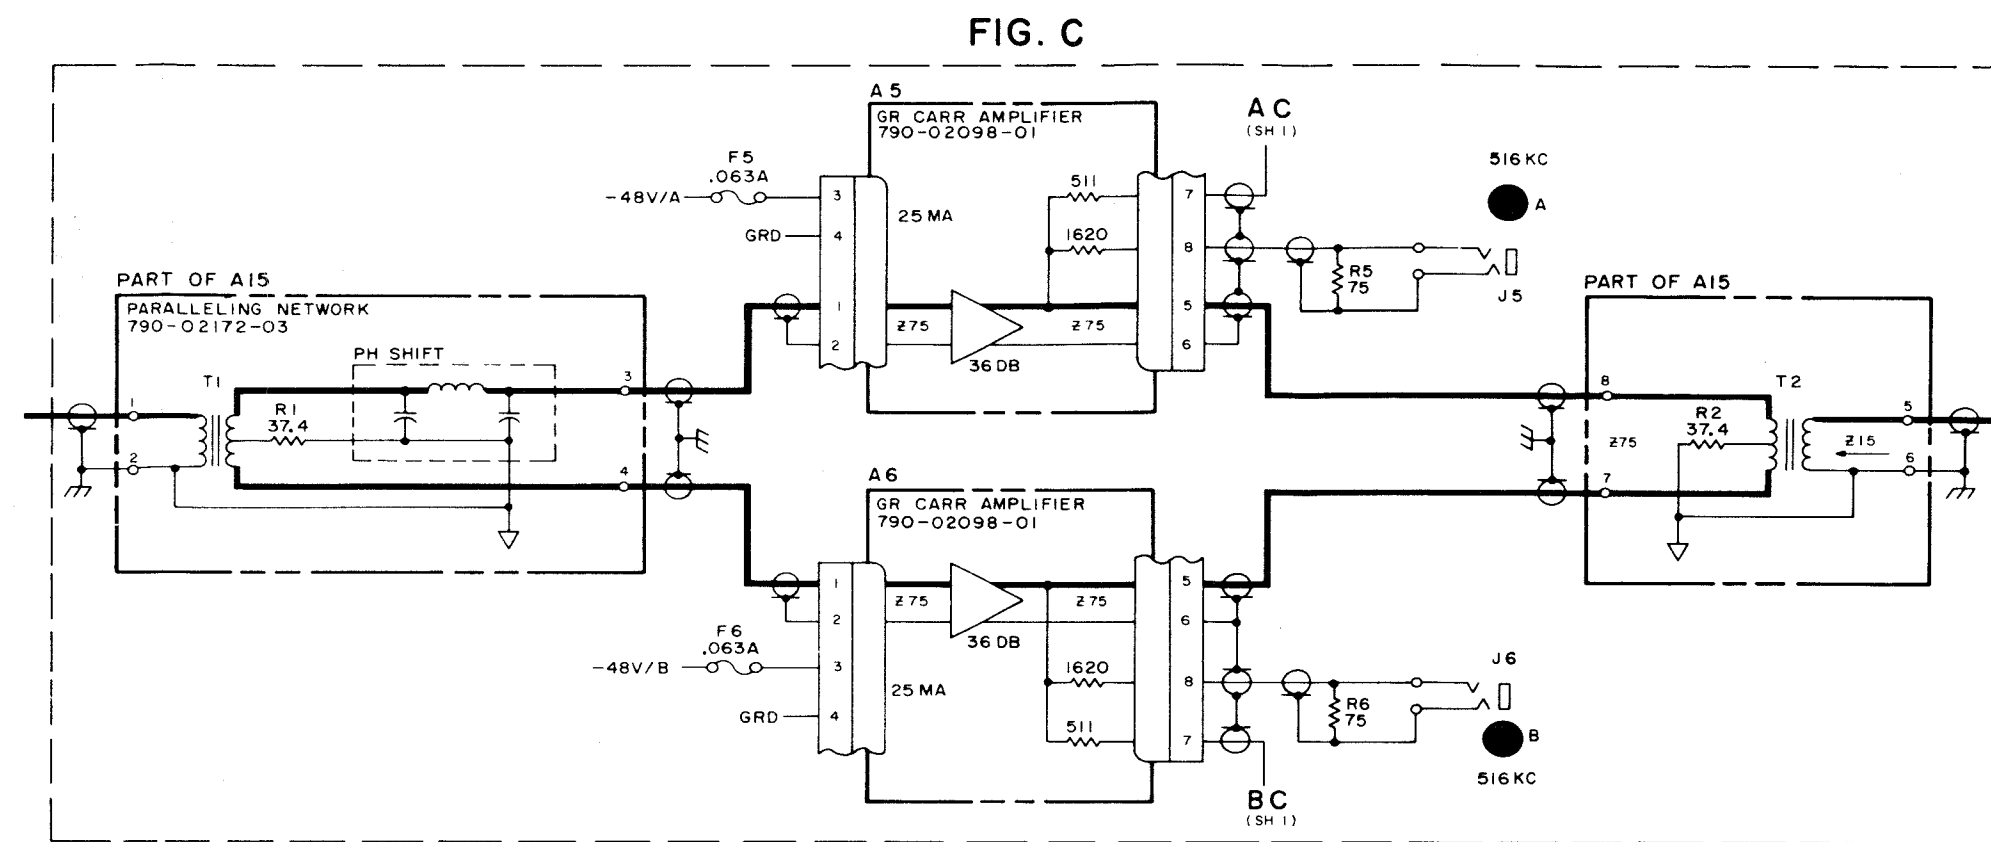 FIG. C
A5
GR CARR AMPLIFIER
790-02098-01
AC
(SH 1)
F5
.063A
-48V/A
3
25 MA
GRD
4
511
1620
7
8
516KC
A
R5
75
J5
1
2
Z75
36 DB
Z75
5
6
PART OF A15
PARALLELING NETWORK
790-02172-03
PH SHIFT
T1
1
2
R1
37.4
3
4
PART OF A15
8
7
Z75
R2
37.4
T2
Z15
5
6
A6
GR CARR AMPLIFIER
790-02098-01
1
2
Z75
36 DB
Z75
5
6
F6
.063A
-48V/B
3
25 MA
GRD
4
1620
511
8
7
R6
75
J6
B
516KC
BC
(SH 1)